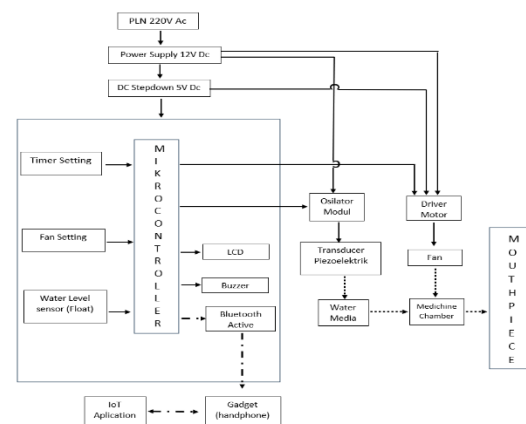 PLN 220V Ac
Power Supply 12V Dc
DC Stepdown 5V Dc
Timer Setting
Fan Setting
Water Level
sensor (Float)
MIKROCONTROLLER
LCD
Buzzer
Bluetooth
Active
Osilator
Modul
Transducer
Piezoelektrik
Water
Media
Driver
Motor
Fan
Medichine
Chamber
MOUTHPIECE
IoT
Aplication
Gadget
(handphone)